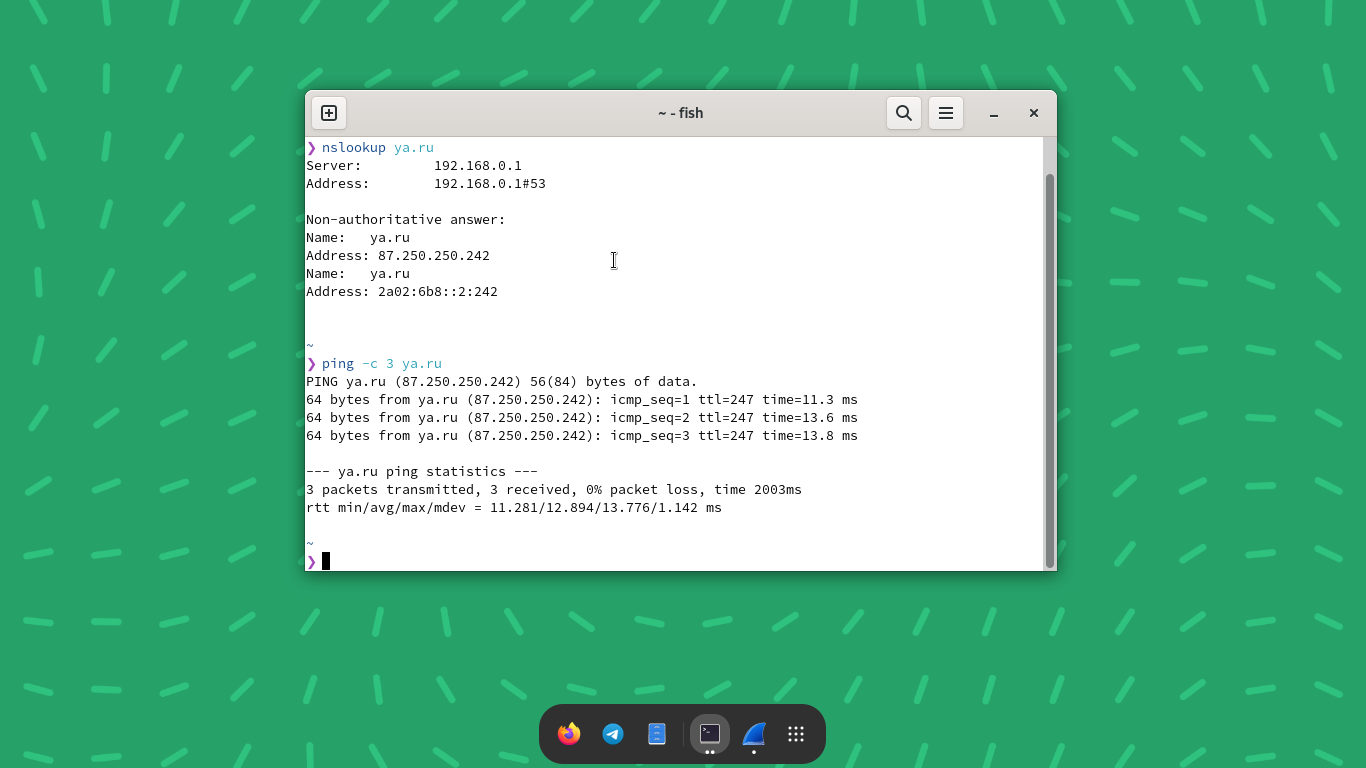 ~ - fish
❯ nslookup ya.ru
Server:         192.168.0.1
Address:        192.168.0.1#53
Non-authoritative answer:
Name:   ya.ru
Address: 87.250.250.242
Name:   ya.ru
Address: 2a02:6b8::2:242
~
❯ ping -c 3 ya.ru
PING ya.ru (87.250.250.242) 56(84) bytes of data.
64 bytes from ya.ru (87.250.250.242): icmp_seq=1 ttl=247 time=11.3 ms
64 bytes from ya.ru (87.250.250.242): icmp_seq=2 ttl=247 time=13.6 ms
64 bytes from ya.ru (87.250.250.242): icmp_seq=3 ttl=247 time=13.8 ms
--- ya.ru ping statistics ---
3 packets transmitted, 3 received, 0% packet loss, time 2003ms
rtt min/avg/max/mdev = 11.281/12.894/13.776/1.142 ms
~
❯